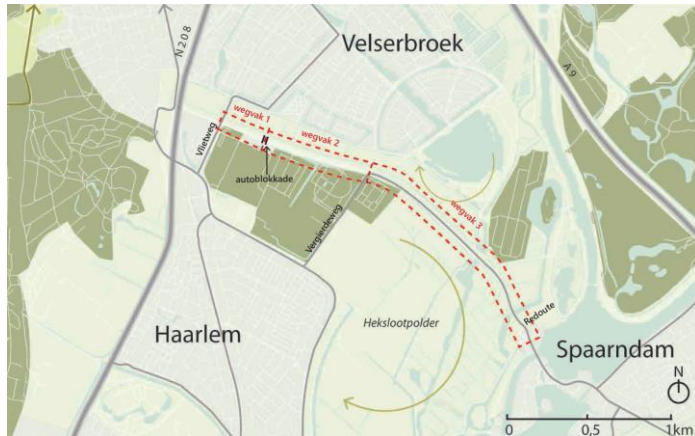 N208
Velserbroek
A9
wegvak 1
wegvak 2
Vlietweg
autoblokkade
Vergierdeweg
wegvak 3
Hekslootpolder
Redoute
Haarlem
Spaarndam
N
0 0,5 1km